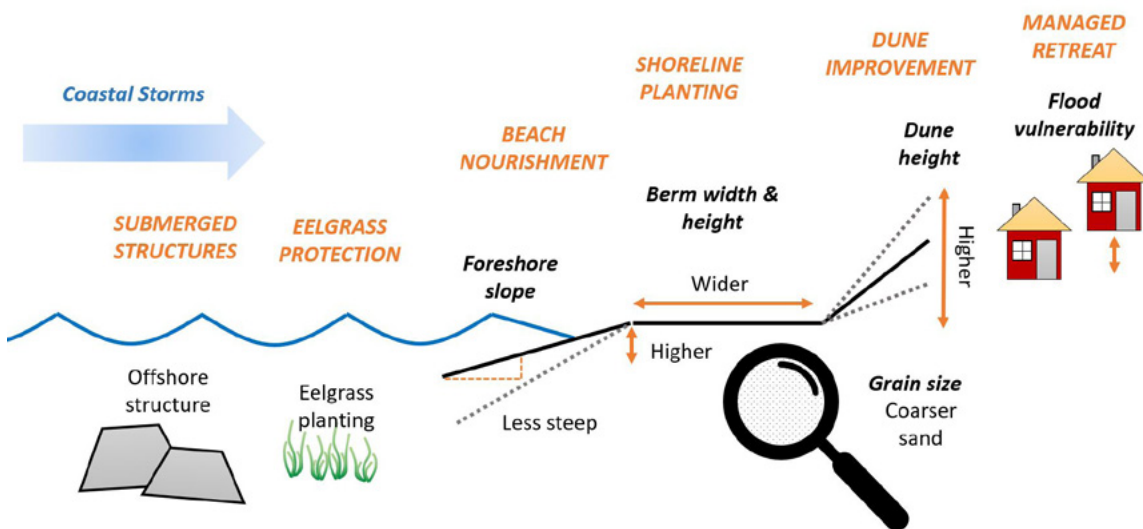 MANAGED
RETREAT
DUNE
IMPROVEMENT
SHORELINE
PLANTING
Coastal Storms
Flood
vulnerability
BEACH
NOURISHMENT
Dune
height
Berm width &
height
SUBMERGED
STRUCTURES
EELGRASS
PROTECTION
Foreshore
slope
Wider
Higher
Higher
Offshore
structure
Eelgrass
planting
Less steep
Grain size
Coarser
sand